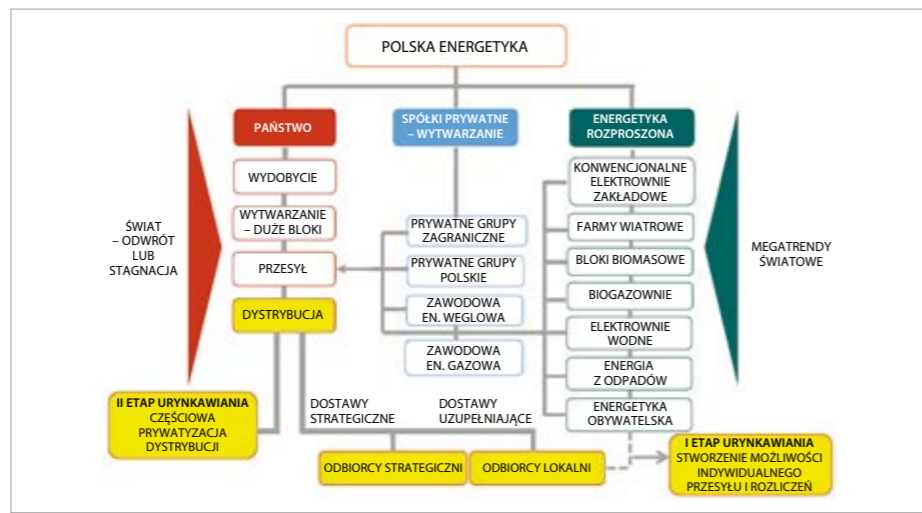 POLSKA ENERGETYKA
PAŃSTWO
SPÓŁKI PRYWATNE
– WYTWARZANIE
ENERGETYKA
ROZPROSZONA
WYDOBYCIE
WYTWARZANIE
– DUŻE BLOKI
PRZESYŁ
DYSTRYBUCJA
ŚWIAT
– ODWRÓT
LUB
STAGNACJA
PRYWATNE GRUPY
ZAGRANICZNE
PRYWATNE GRUPY
POLSKIE
ZAWODOWA
EN. WEGLOWA
ZAWODOWA
EN. GAZOWA
KONWENCJONALNE
ELEKTROWNIE
ZAKŁADOWE
FARMY WIATROWE
BLOKI BIOMASOWE
BIOGAZOWNIE
ELEKTROWNIE
WODNE
ENERGIA
Z ODPADÓW
ENERGETYKA
OBYWATELSKA
MEGATRENDY
ŚWIATOWE
II ETAP URYNKAWIANIA
CZĘŚCIOWA
PRYWATYZACJA
DYSTRYBUCJI
DOSTAWY
STRATEGICZNE
DOSTAWY
UZUPEŁNIAJĄCE
ODBIORCY STRATEGICZNI
ODBIORCY LOKALNI
I ETAP URYNKAWIANIA
STWORZENIE MOŻLIWOŚCI
INDYWIDUALNEGO
PRZESYŁU I ROZLICZEŃ